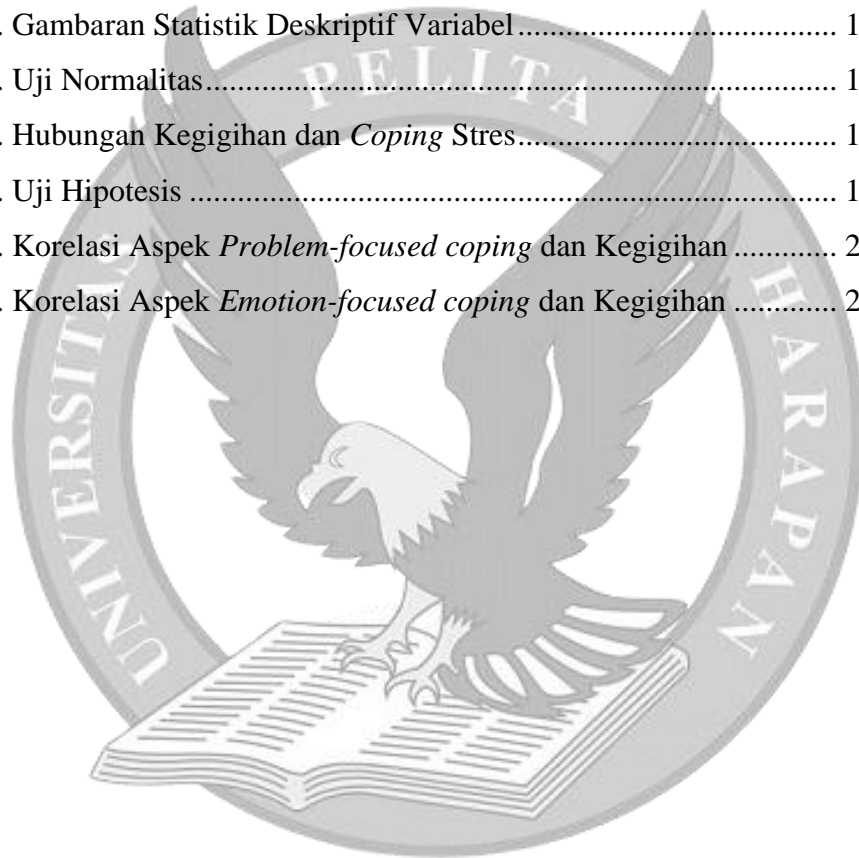 . Gambaran Statistik Deskriptif Variabel................................... 1
. Uji Normalitas...................................................................... 1
. Hubungan Kegigihan dan Coping Stres................................... 1
. Uji Hipotesis ........................................................................ 1
. Korelasi Aspek Problem-focused coping dan Kegigihan ............. 2
. Korelasi Aspek Emotion-focused coping dan Kegigihan ............ 2
UNIVERSITAS PELITA HARAPAN